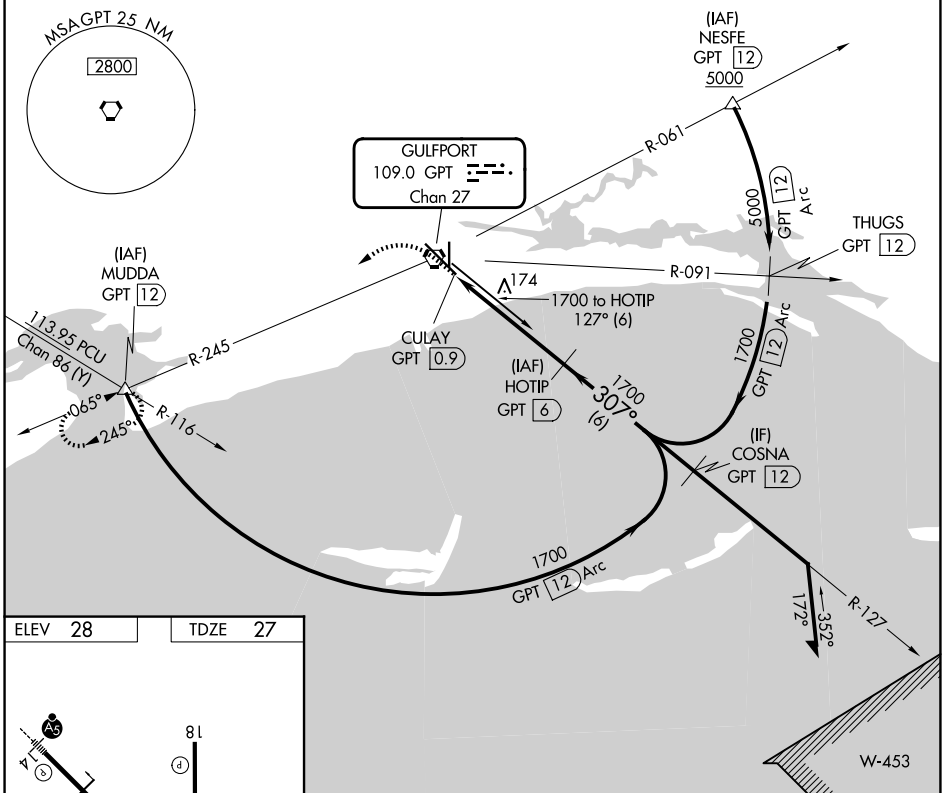 MSA GPT 25 NM
2800
(IAF)
NESFE
GPT 12
5000
R-061
GULFPORT
109.0 GPT
Chan 27
5000
GPT 12 Arc
THUGS
GPT 12
R-091
(IAF)
MUDDA
GPT 12
174
1700 to HOTIP
127° (6)
113.95 PCU
Chan 86 (Y)
R-245
CULAY
GPT 0.9
(IAF)
HOTIP
GPT 6
1700
GPT 12 Arc
065°
245°
R-116
1700
307°
(6)
(IF)
COSNA
GPT 12
1700
GPT 12 Arc
172°
352°
R-127
ELEV 28
TDZE 27
A5
P
14
18
P
W-453